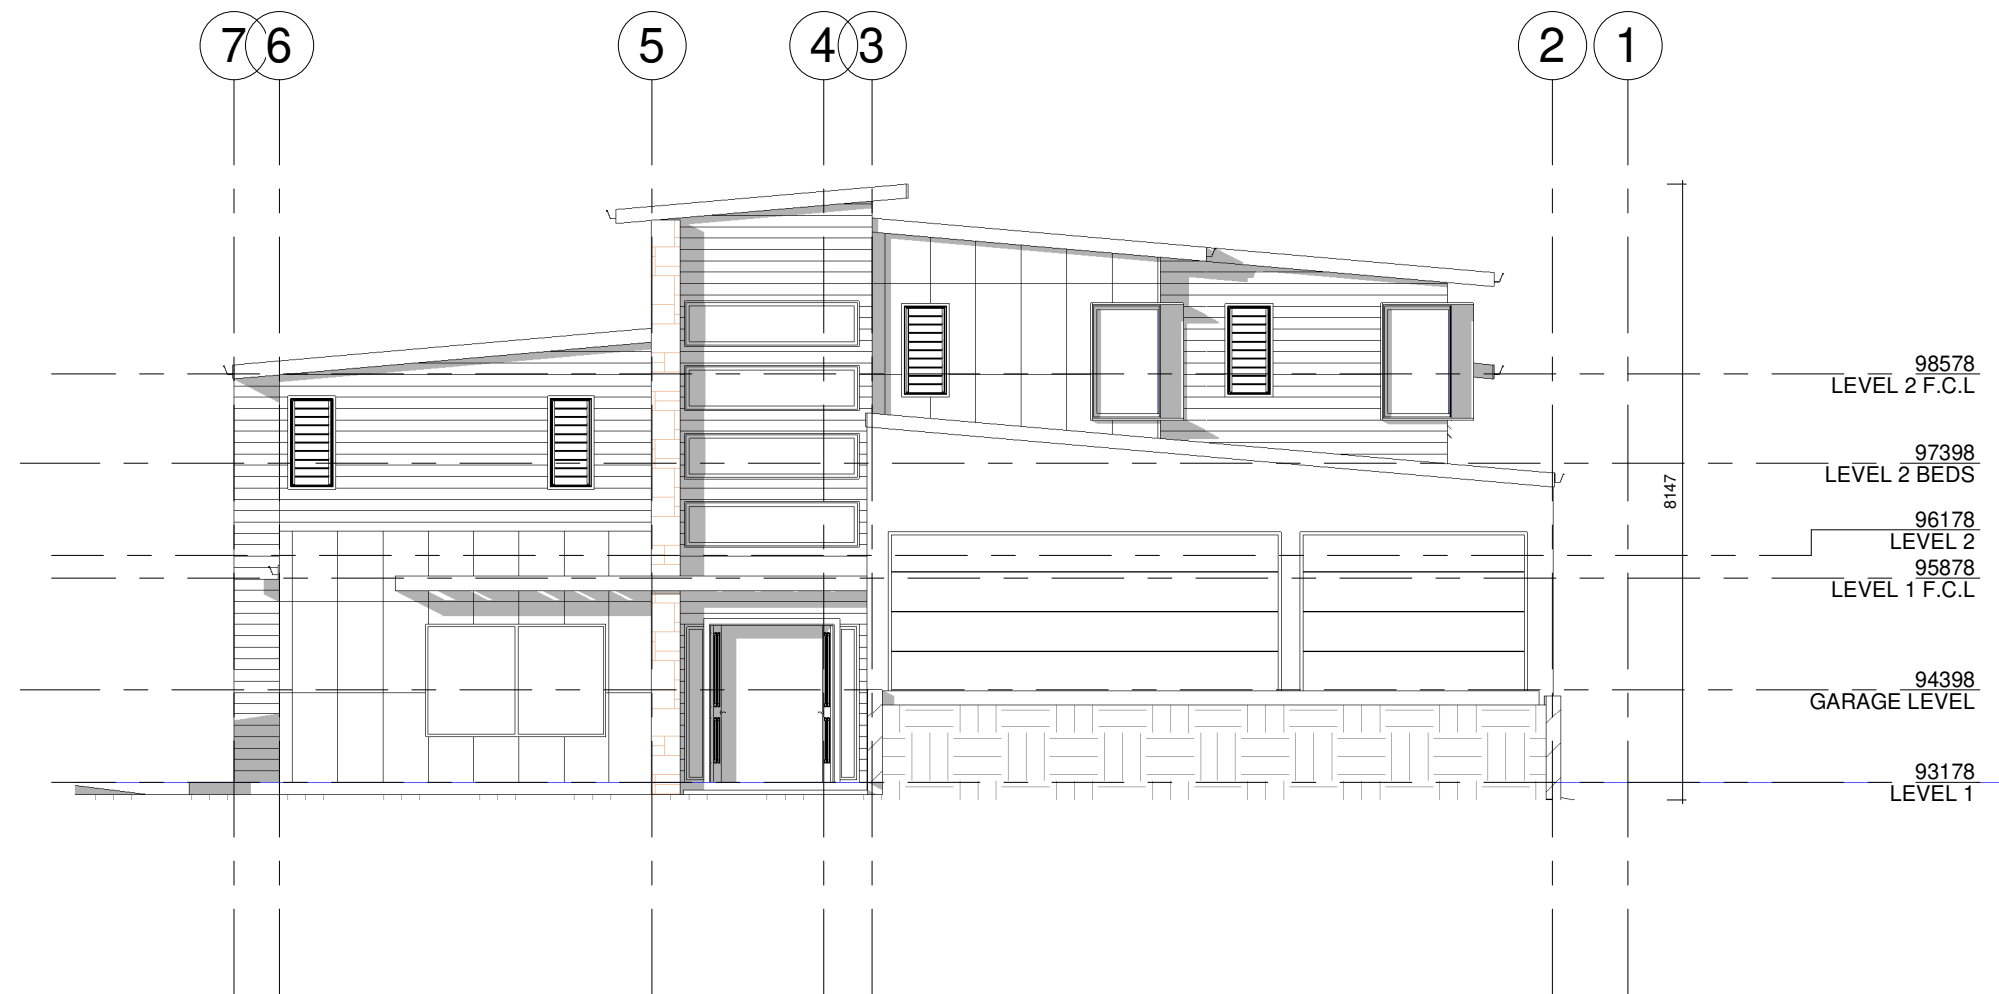 7 6 5 4 3 2 1
98578
LEVEL 2 F.C.L
97398
LEVEL 2 BEDS
8147
96178
LEVEL 2
95878
LEVEL 1 F.C.L
94398
GARAGE LEVEL
93178
LEVEL 1